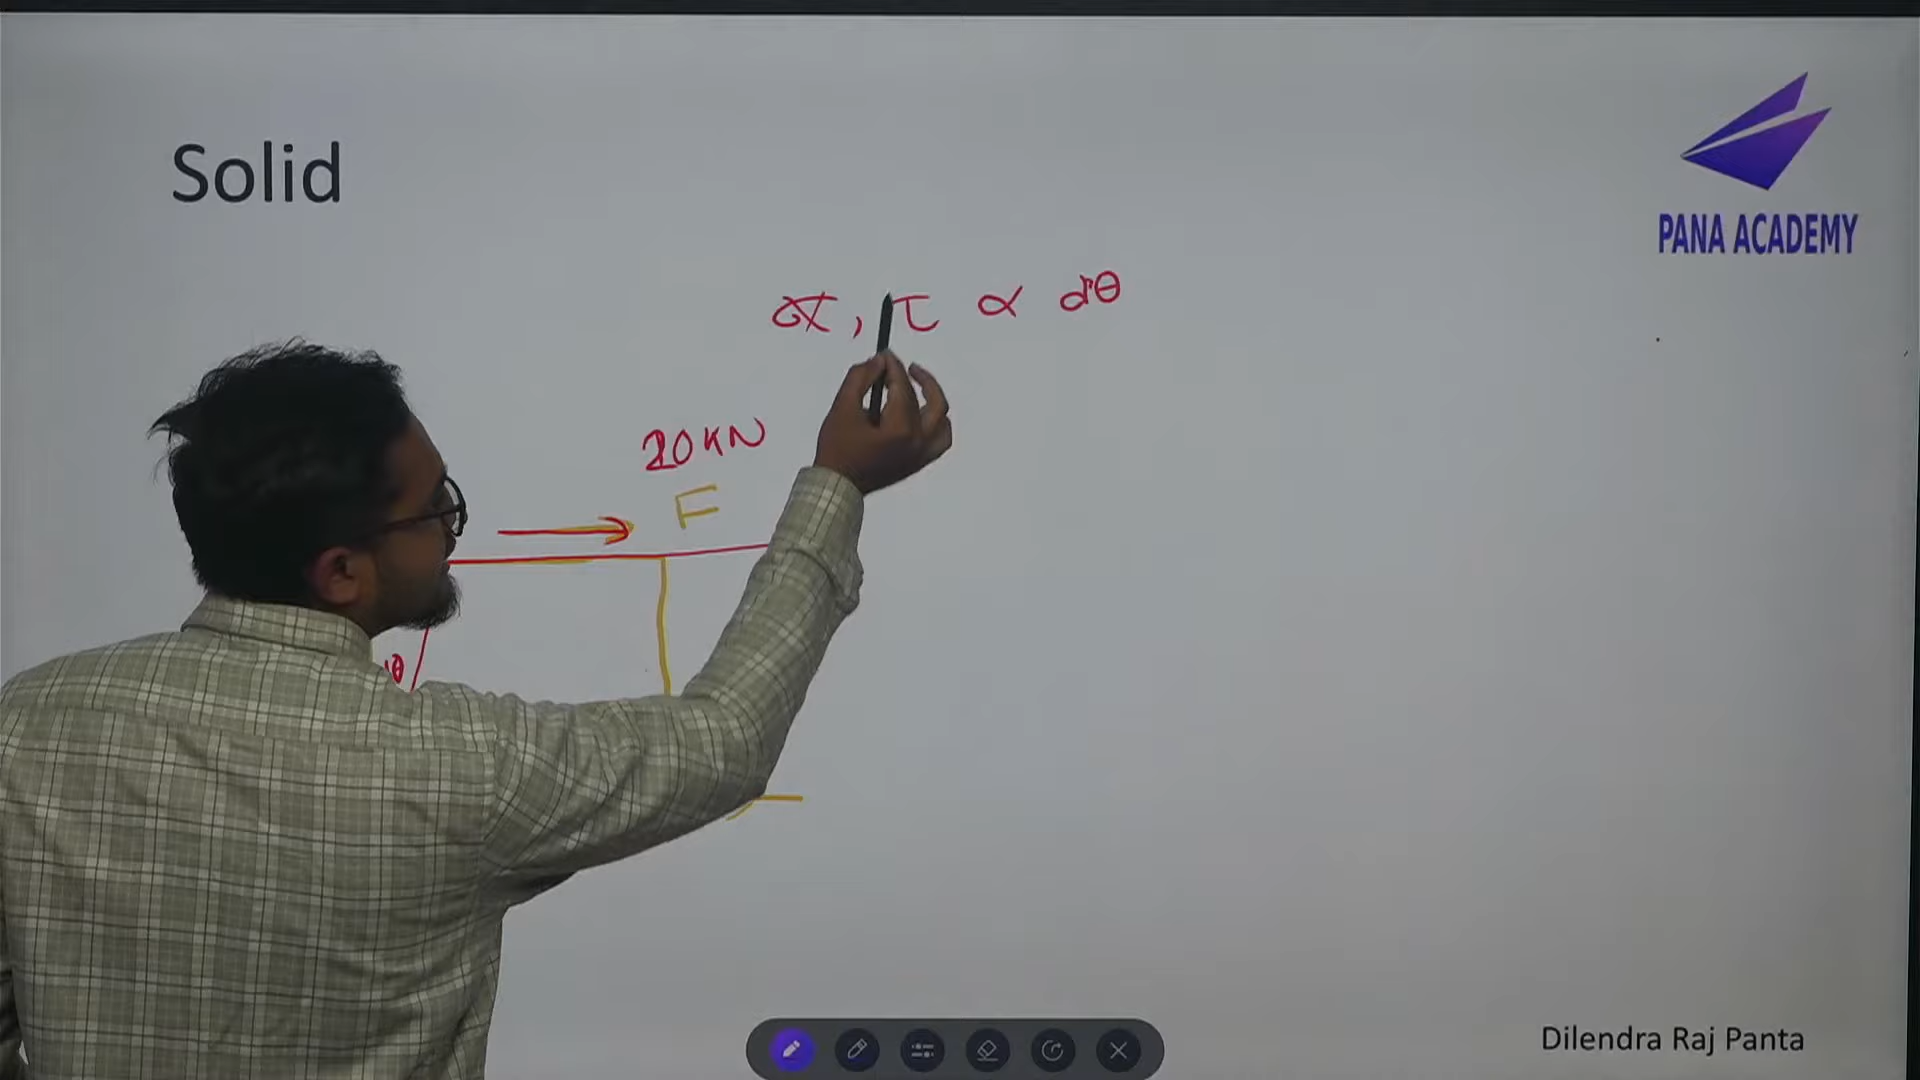 Solid
PANA ACADEMY
τ ∝ dθ
20 KN
F
θ
Dilendra Raj Panta